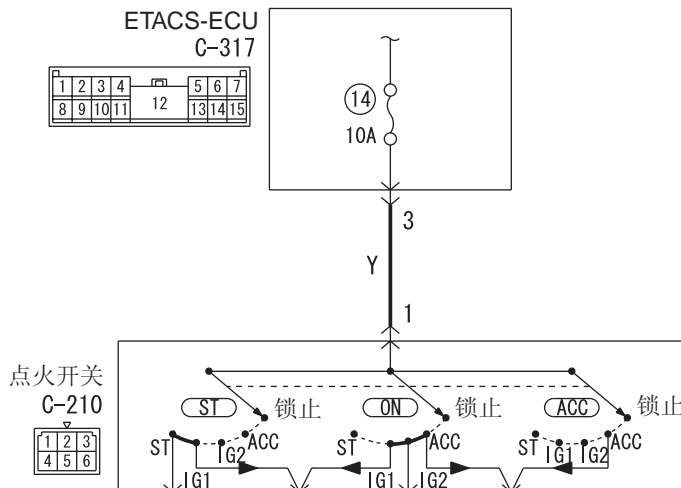 ETACS-ECU
C-317
1 2 3 4 5 6 7
8 9 10 11 12 13 14 15
14
10A
3
Y
1
点火开关
C-210
1 2 3
4 5 6
ST 锁止 ON 锁止 ACC 锁止
ST IG1 IG2 ACC ST IG1 IG2 ACC ST IG1 IG2 ACC